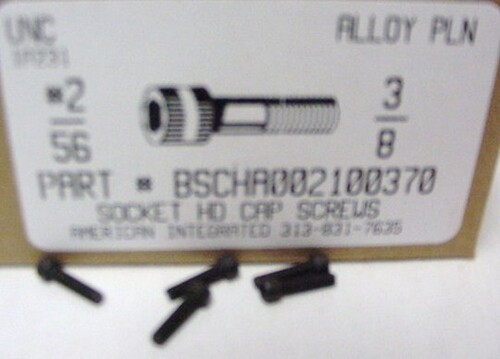 UNC ALLOY PLN
#2 3
56 8
PART # BSCHA002100370
SOCKET HD CAP SCREWS
AMERICAN INTEGRATED 313-831-7635